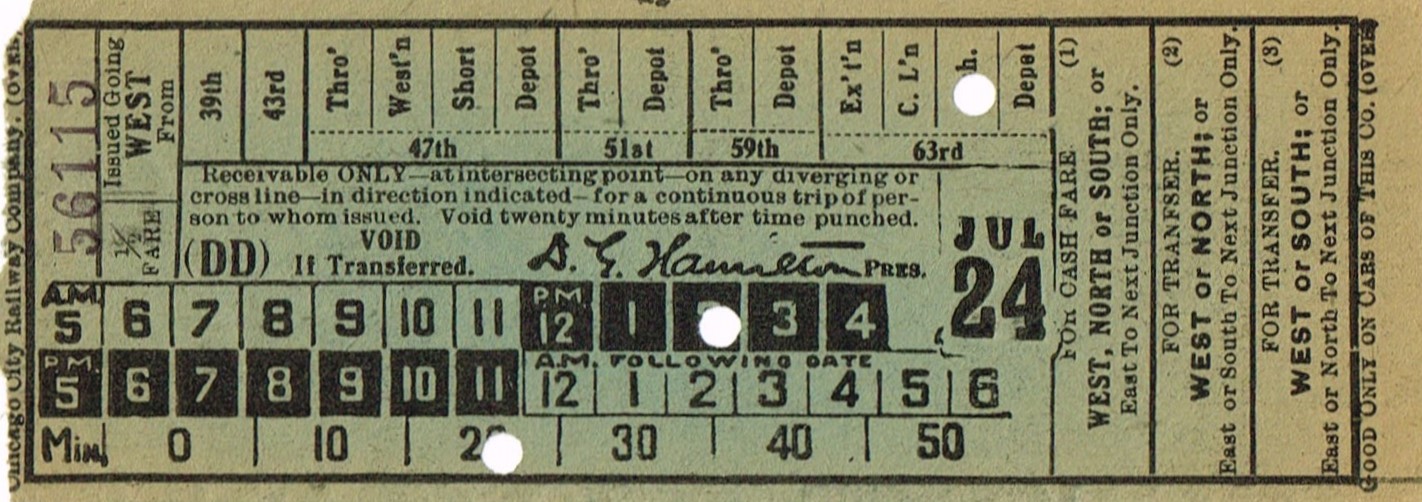 Chicago City Railway Company. (OVER.
56115
Issued Going
WEST
From
1/2
FARE
39th
43rd
Thro'
West'n
Short
Depot
47th
Thro'
Depot
51st
Thro'
Depot
59th
Ex't'n
C. L'n
h.
Depot
63rd
Receivable ONLY—at intersecting point—on any diverging or
cross line—in direction indicated—for a continuous trip of per-
son to whom issued. Void twenty minutes after time punched.
(DD)
VOID
If Transferred.
D. G. Hamilton PRES.
JUL
24
A.M. 5 6 7 8 9 10 11 P.M. 12 1 3 4
P.M. 5 6 7 8 9 10 11
A.M. FOLLOWING DATE
12 1 2 3 4 5 6
Min 0 10 20 30 40 50
(1)
FOR CASH FARE
WEST, NORTH or SOUTH; or
East To Next Junction Only.
(2)
FOR TRANFSER.
WEST or NORTH; or
East or South To Next Junction Only.
(3)
FOR TRANSFER.
WEST or SOUTH; or
East or North To Next Junction Only.
GOOD ONLY ON CARS OF THIS CO. (OVER)